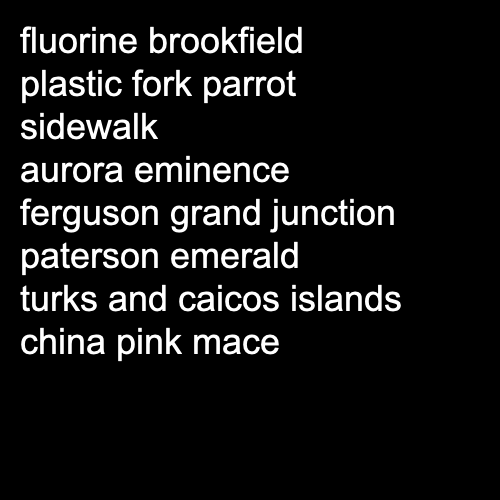 fluorine brookfield
plastic fork parrot
sidewalk
aurora eminence
ferguson grand junction
paterson emerald
turks and caicos islands
china pink mace